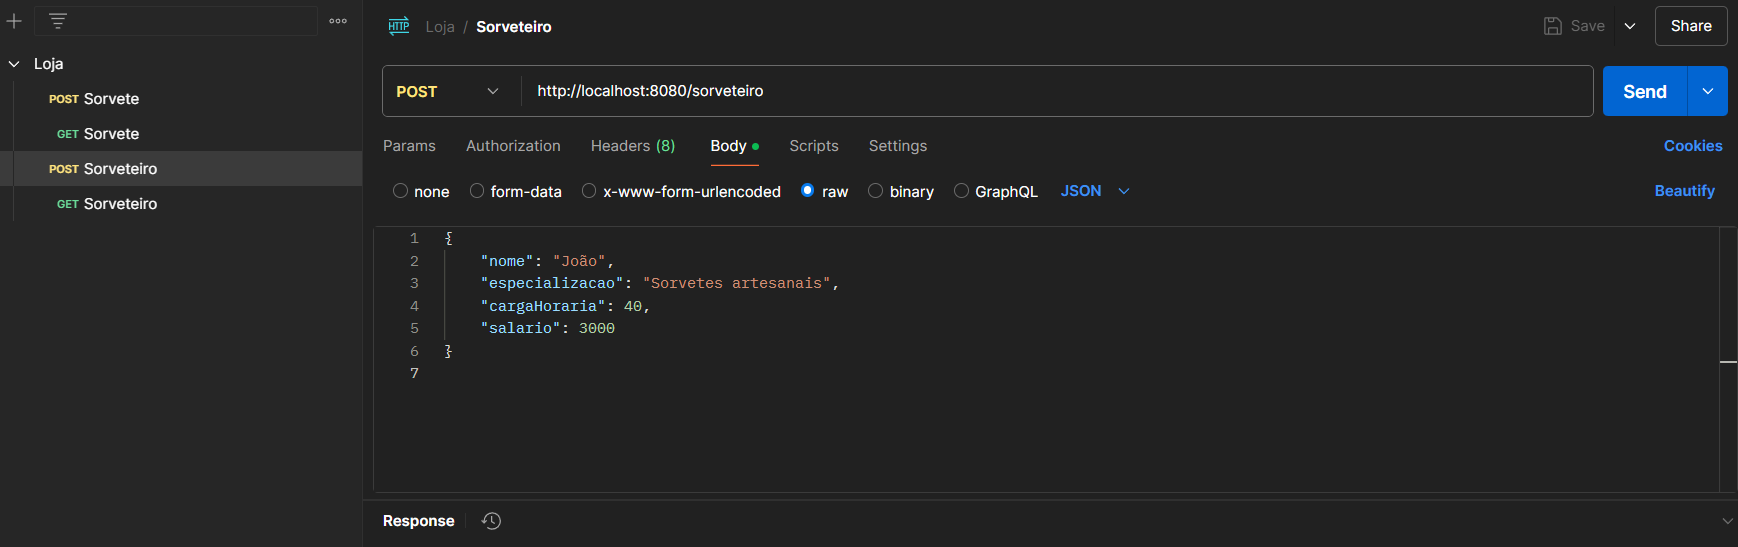 Loja
POST Sorvete
GET Sorvete
POST Sorveteiro
GET Sorveteiro
HTTP Loja / Sorveteiro
Save
Share
POST http://localhost:8080/sorveteiro
Send
Params Authorization Headers (8) Body Scripts Settings Cookies
none form-data x-www-form-urlencoded raw binary GraphQL JSON Beautify
1 {
2 "nome": "João",
3 "especializacao": "Sorvetes artesanais",
4 "cargaHoraria": 40,
5 "salario": 3000
6 }
7
Response